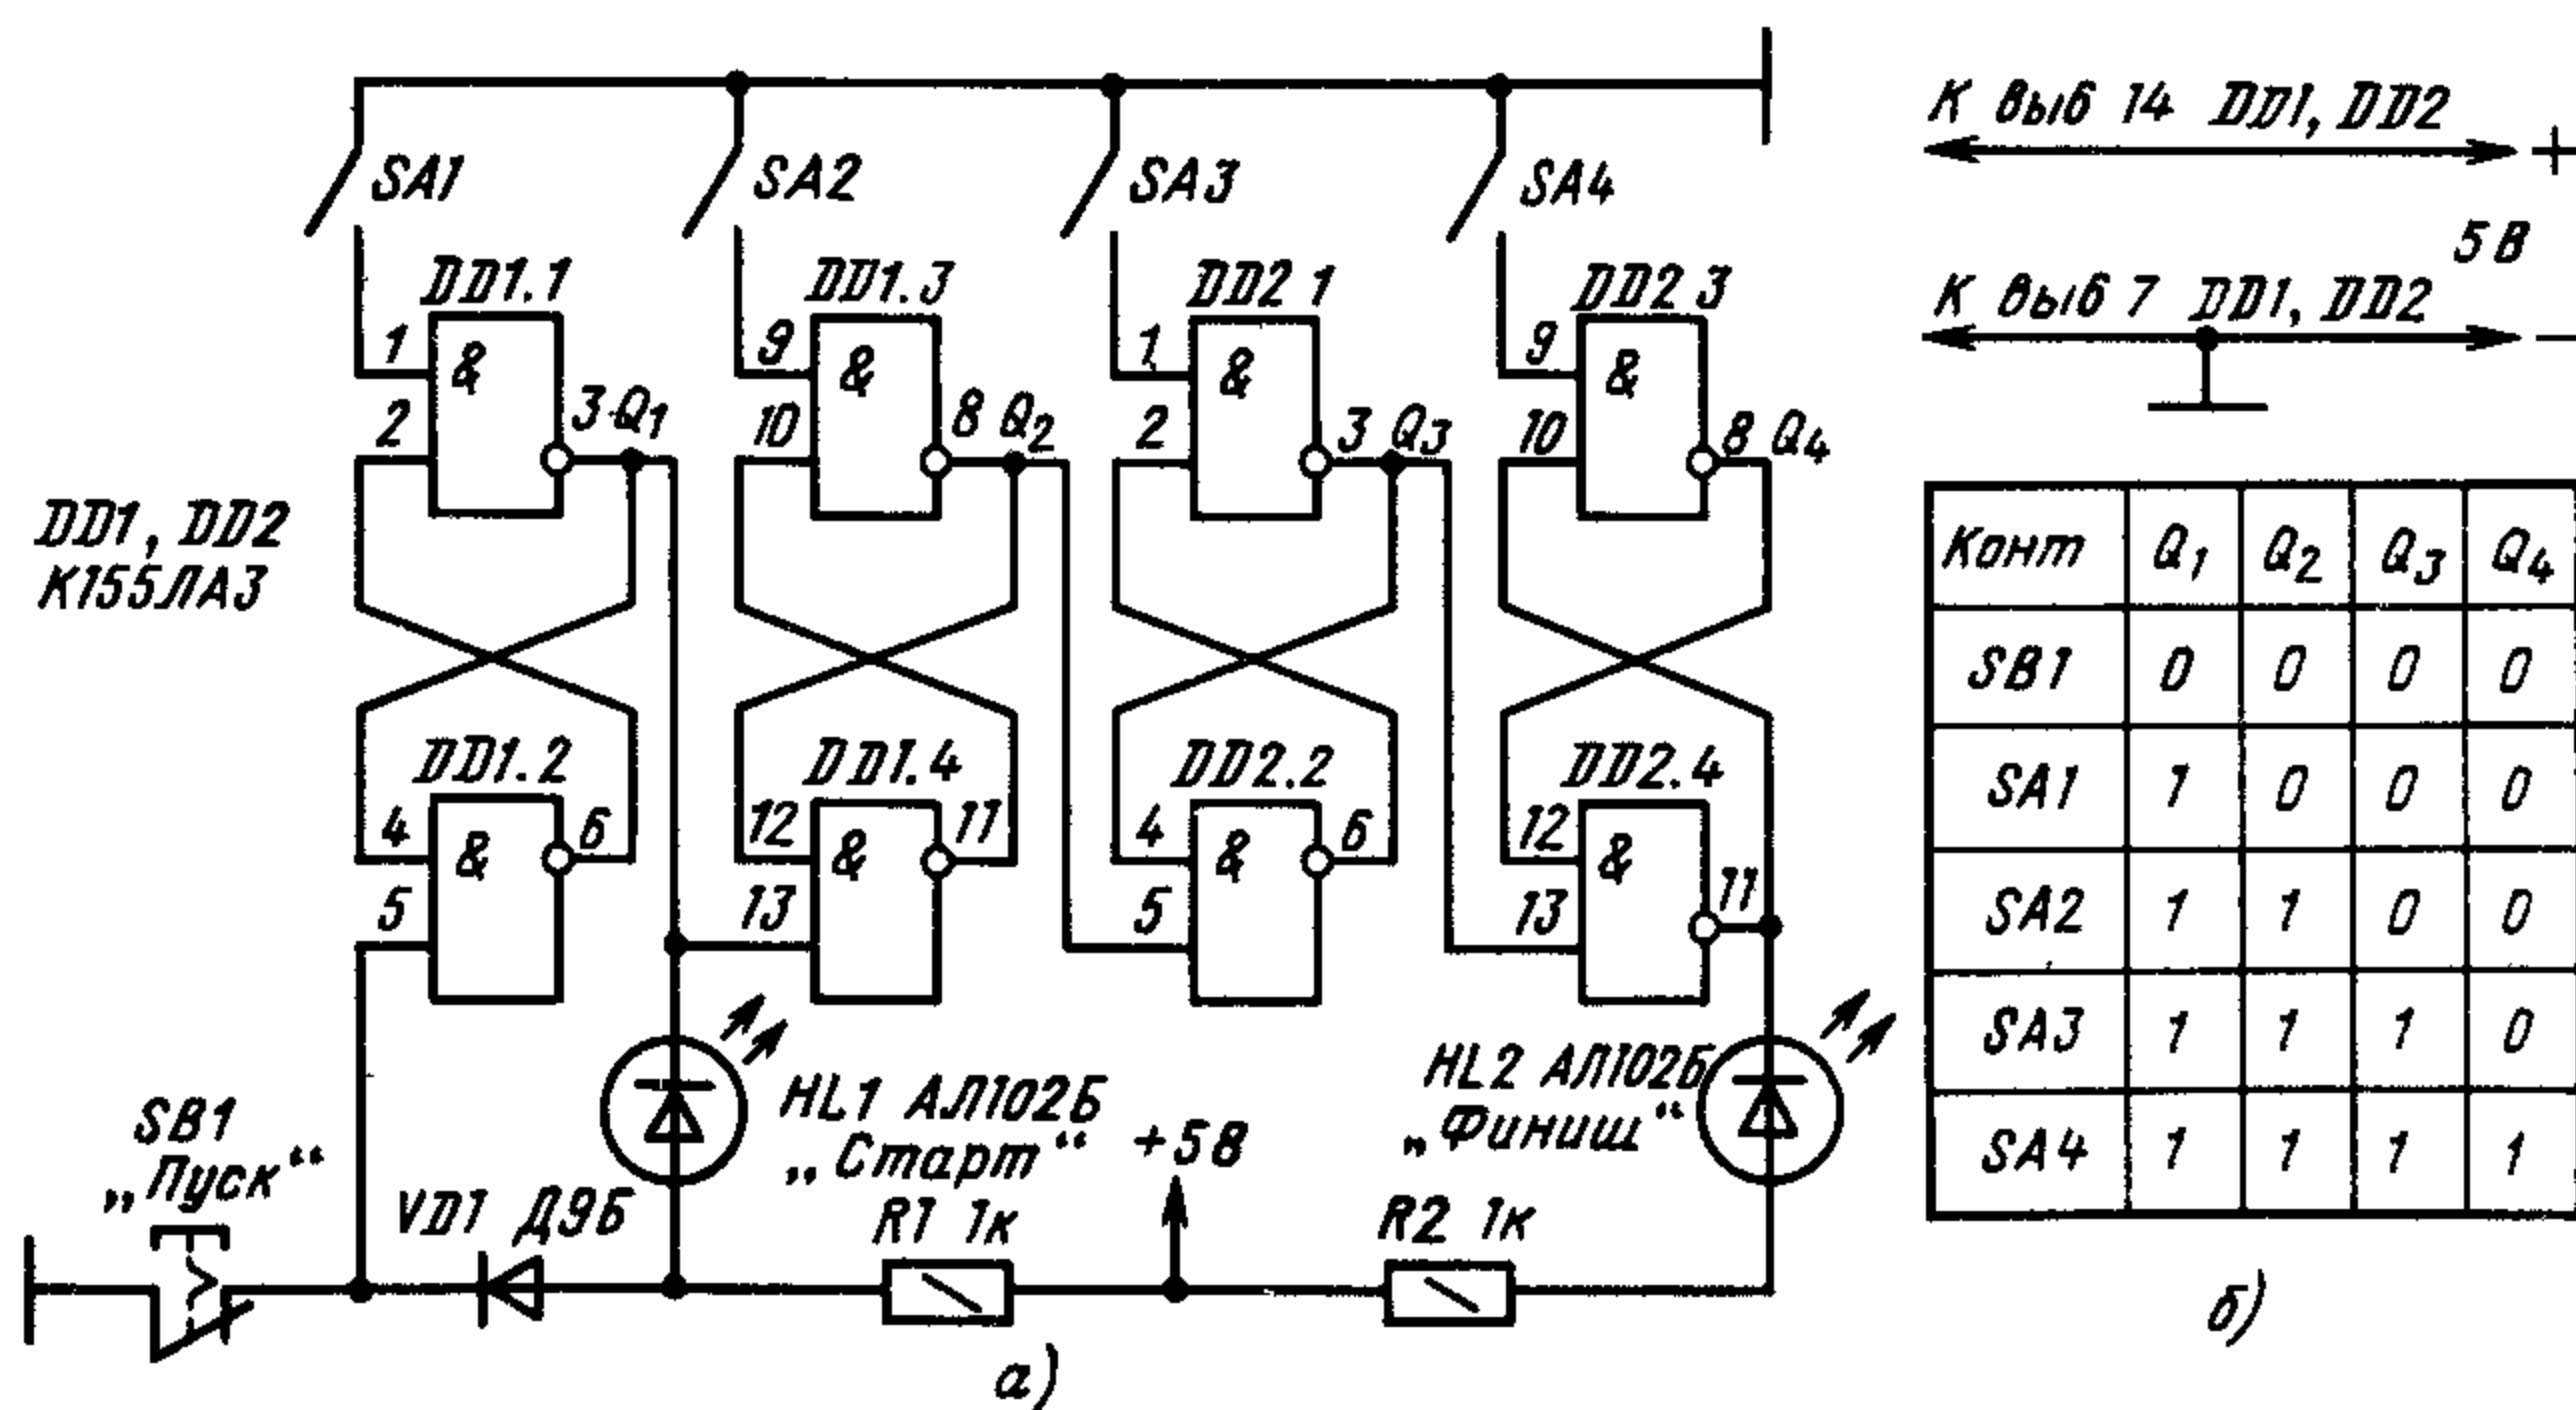 SA1
SA2
SA3
SA4
К выв 14 DD1, DD2
+
5 В
К выв 7 DD1, DD2
−
DD1.1
DD1.3
DD2 1
DD2 3
1
&
2
3 Q1
9
&
10
8 Q2
1
&
2
3 Q3
9
&
10
8 Q4
DD1, DD2
К155ЛА3
DD1.2
DD1.4
DD2.2
DD2.4
4
&
5
6
12
&
13
11
4
&
5
6
12
&
13
11
SB1
„Пуск“
VD1 Д9Б
HL1 АЛ102Б
„Старт“
R1 1к
+5В
HL2 АЛ102Б
„Финиш“
R2 1к
а)
Конт Q1 Q2 Q3 Q4
SB1 0 0 0 0
SA1 1 0 0 0
SA2 1 1 0 0
SA3 1 1 1 0
SA4 1 1 1 1
б)